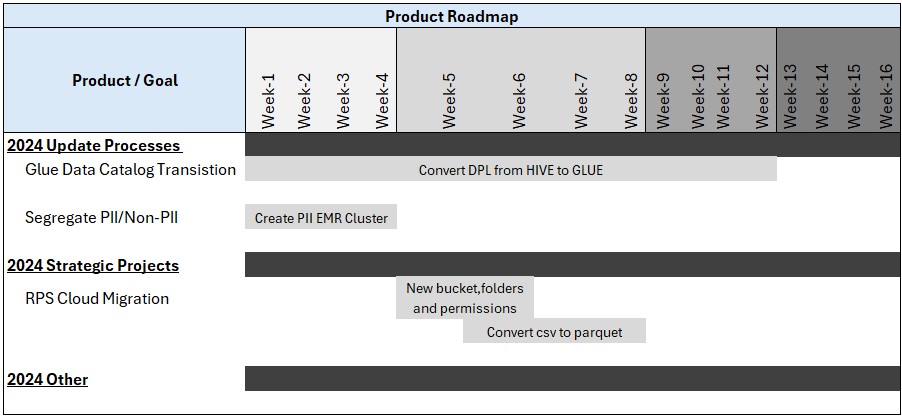 Product Roadmap
Product / Goal
Week-1
Week-2
Week-3
Week-4
Week-5
Week-6
Week-7
Week-8
Week-9
Week-10
Week-11
Week-12
Week-13
Week-14
Week-15
Week-16
2024 Update Processes
Glue Data Catalog Transistion
Convert DPL from HIVE to GLUE
Segregate PII/Non-PII
Create PII EMR Cluster
2024 Strategic Projects
RPS Cloud Migration
New bucket,folders
and permissions
Convert csv to parquet
2024 Other